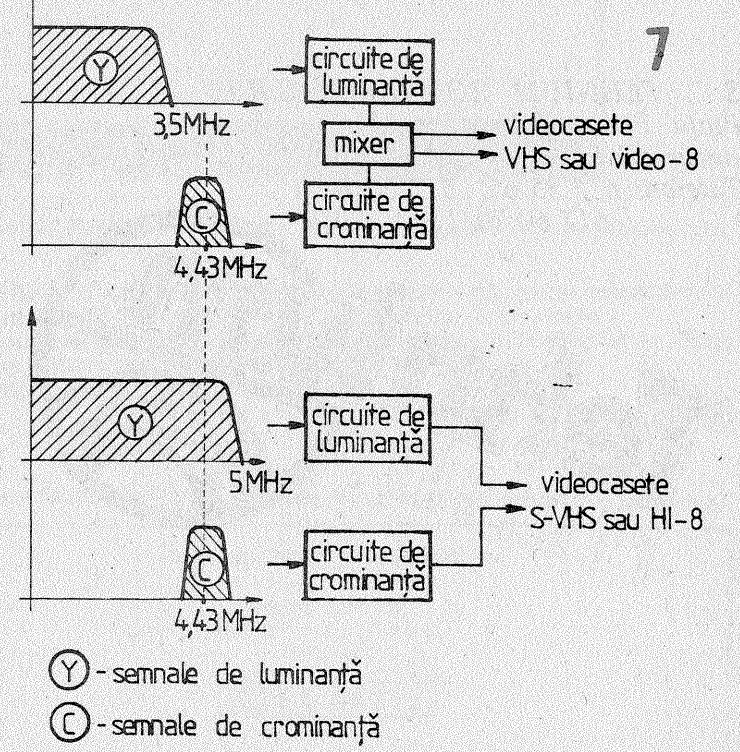 7
Y
circuite de
luminanță
3,5MHz
mixer
videocasete
VHS sau video-8
C
circuite de
crominanță
4,43MHz
Y
circuite de
luminanță
5MHz
videocasete
S-VHS sau HI-8
C
circuite de
crominanță
4,43MHz
Y - semnale de luminanță
C - semnale de crominanță